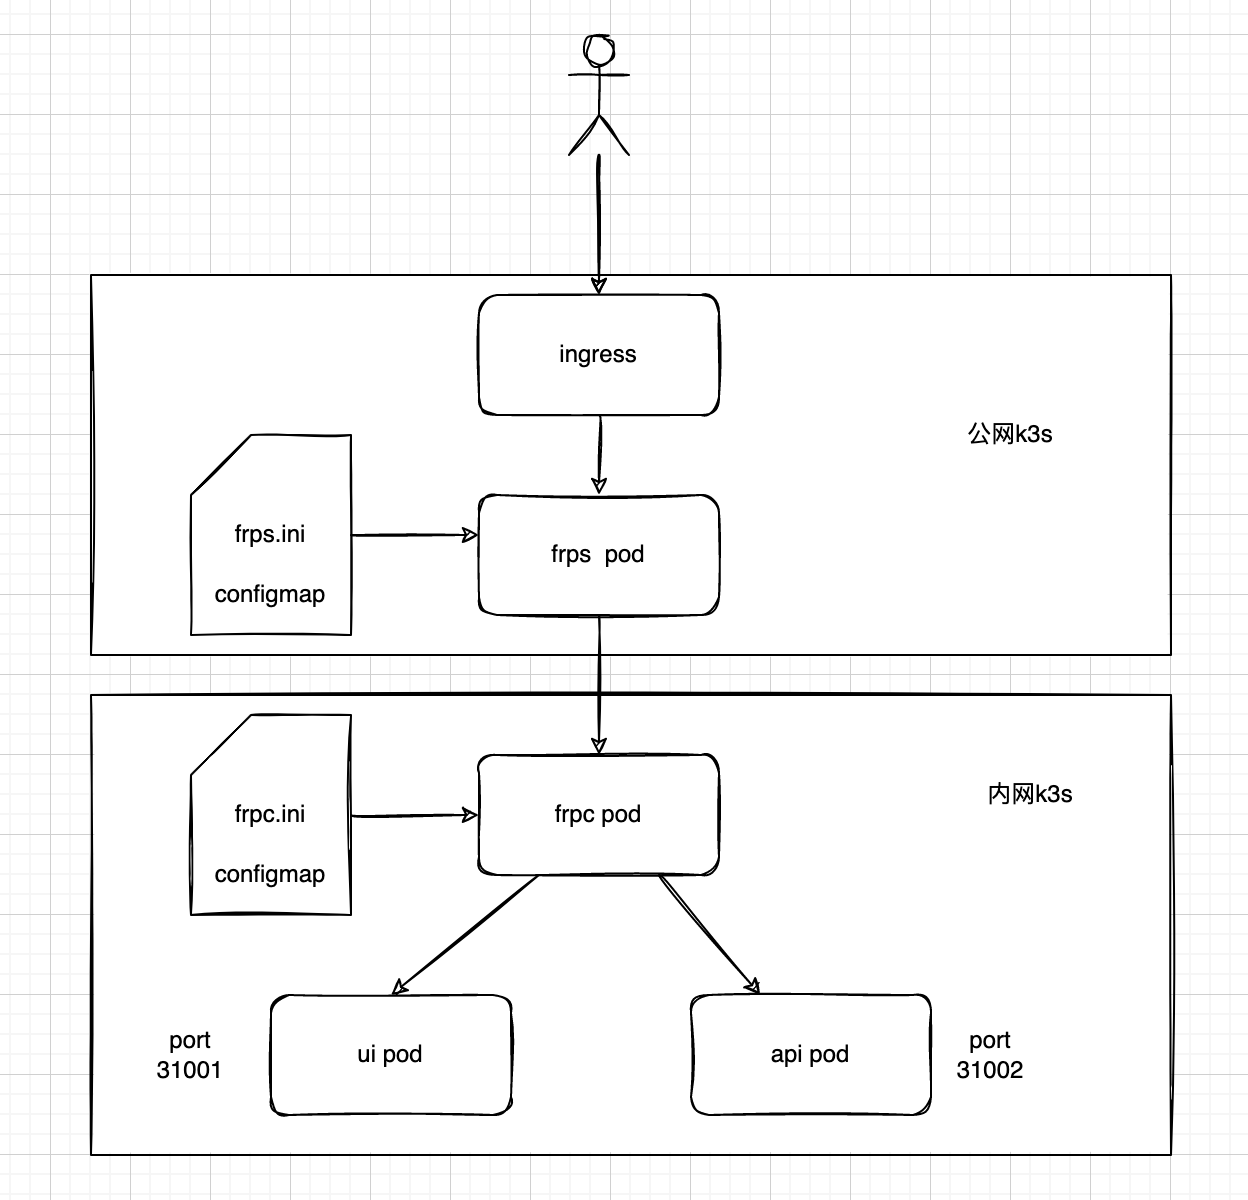 ingress
公网k3s
frps.ini
configmap
frps  pod
frpc.ini
configmap
frpc pod
内网k3s
port
31001
ui pod
api pod
port
31002